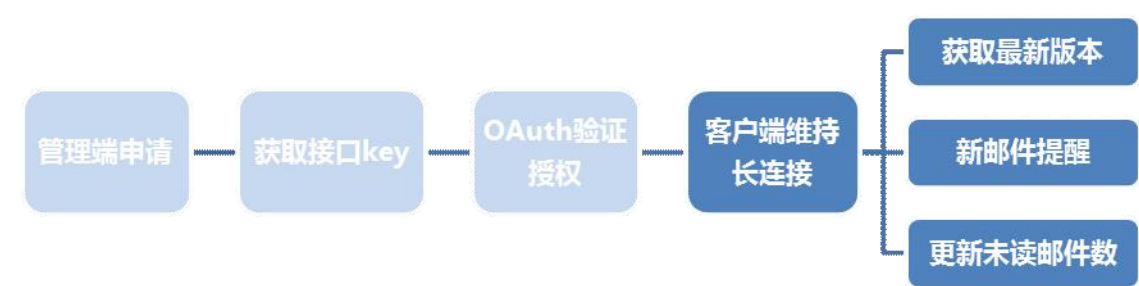 管理端申请
获取接口key
OAuth验证
授权
客户端维持
长连接
获取最新版本
新邮件提醒
更新未读邮件数